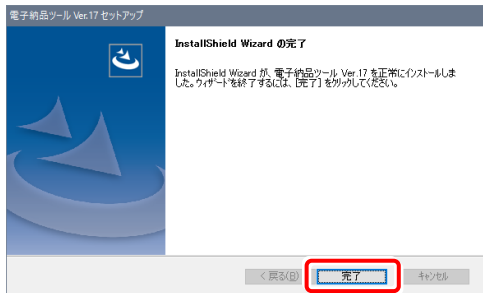 電子納品ツール Ver.17 セットアップ
InstallShield Wizard の完了
InstallShield Wizard が、電子納品ツール Ver.17 を正常にインストールしま
した。ウィザードを終了するには、[完了] をクリックしてください。
< 戻る(B) 完了 キャンセル